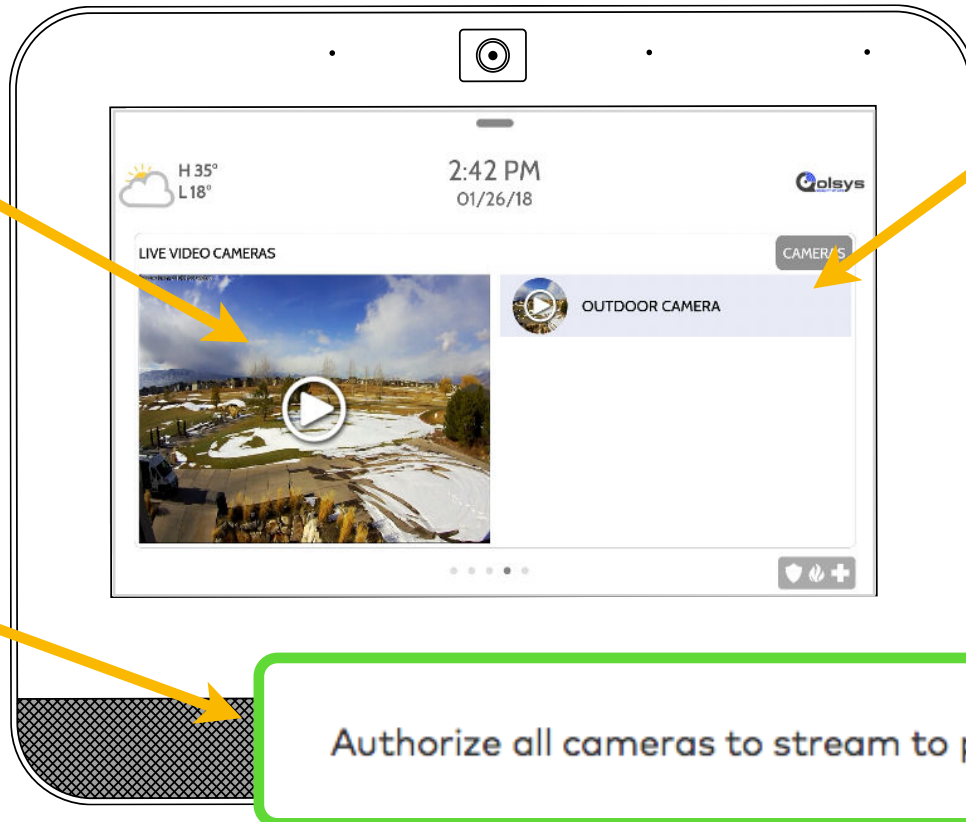 H 35°
L 18°
2:42 PM
01/26/18
Qolsys
LIVE VIDEO CAMERAS
CAMERAS
OUTDOOR CAMERA
Authorize all cameras to stream to p